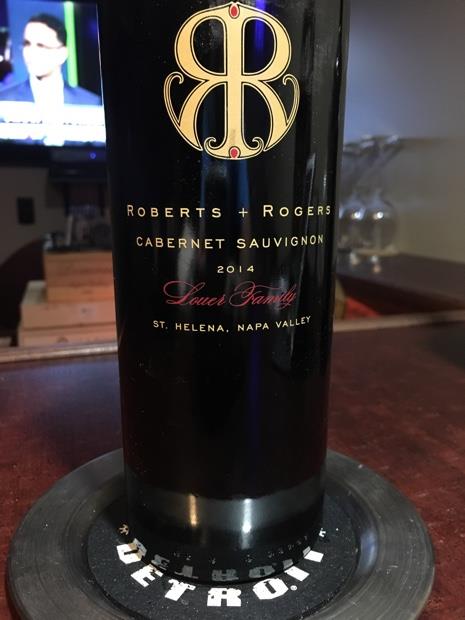 ROBERTS + ROGERS
CABERNET SAUVIGNON
2014
Louer Family
ST. HELENA, NAPA VALLEY
DETROIT